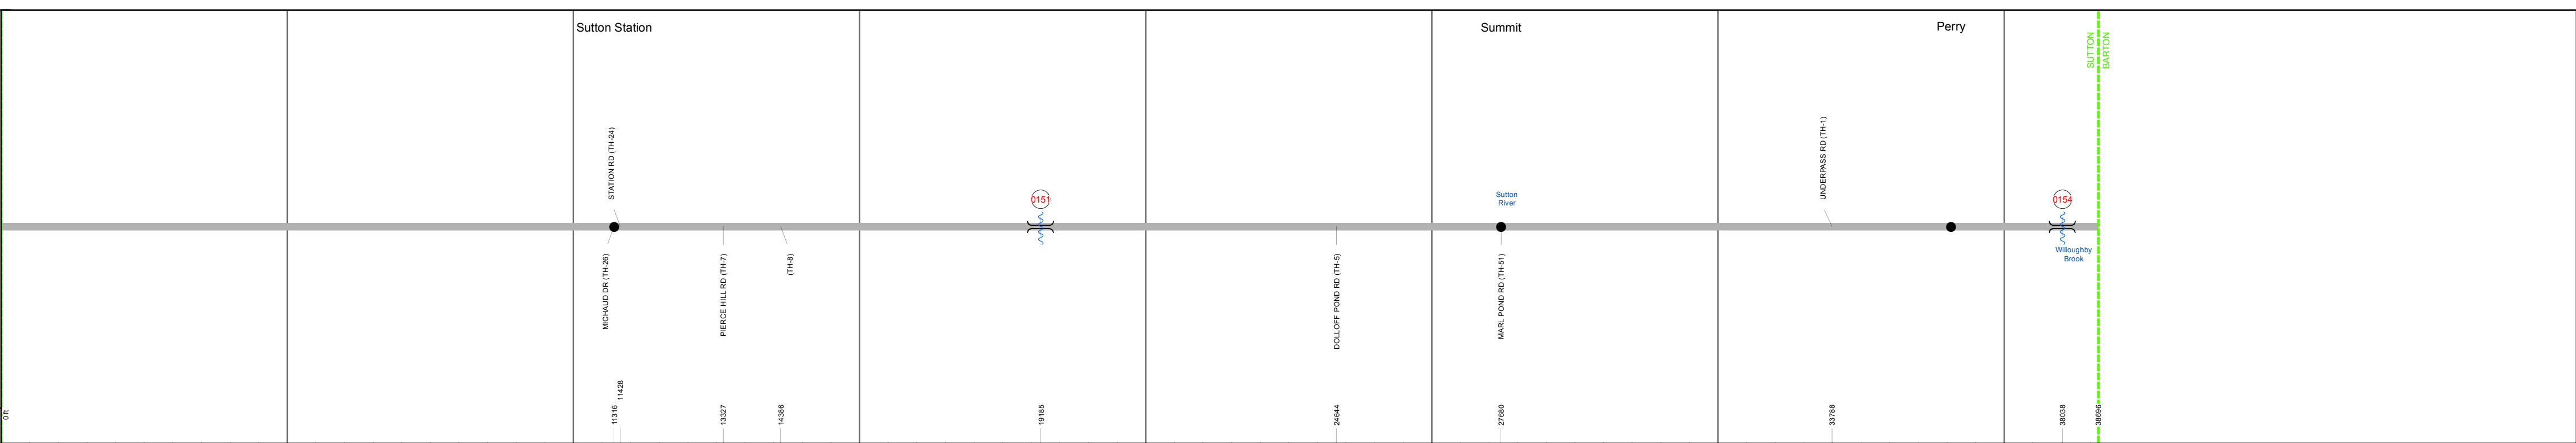 Sutton Station
Summit
Perry
SUTTON
BARTON
STATION RD (TH-24)
UNDERPASS RD (TH-1)
0151
Sutton
River
0154
Willoughby
Brook
MICHAUD DR (TH-26)
PIERCE HILL RD (TH-7)
(TH-8)
DOLLOFF POND RD (TH-5)
MARL POND RD (TH-51)
0 ft
11316
11428
13327
14386
19185
24644
27680
33788
38038
38696